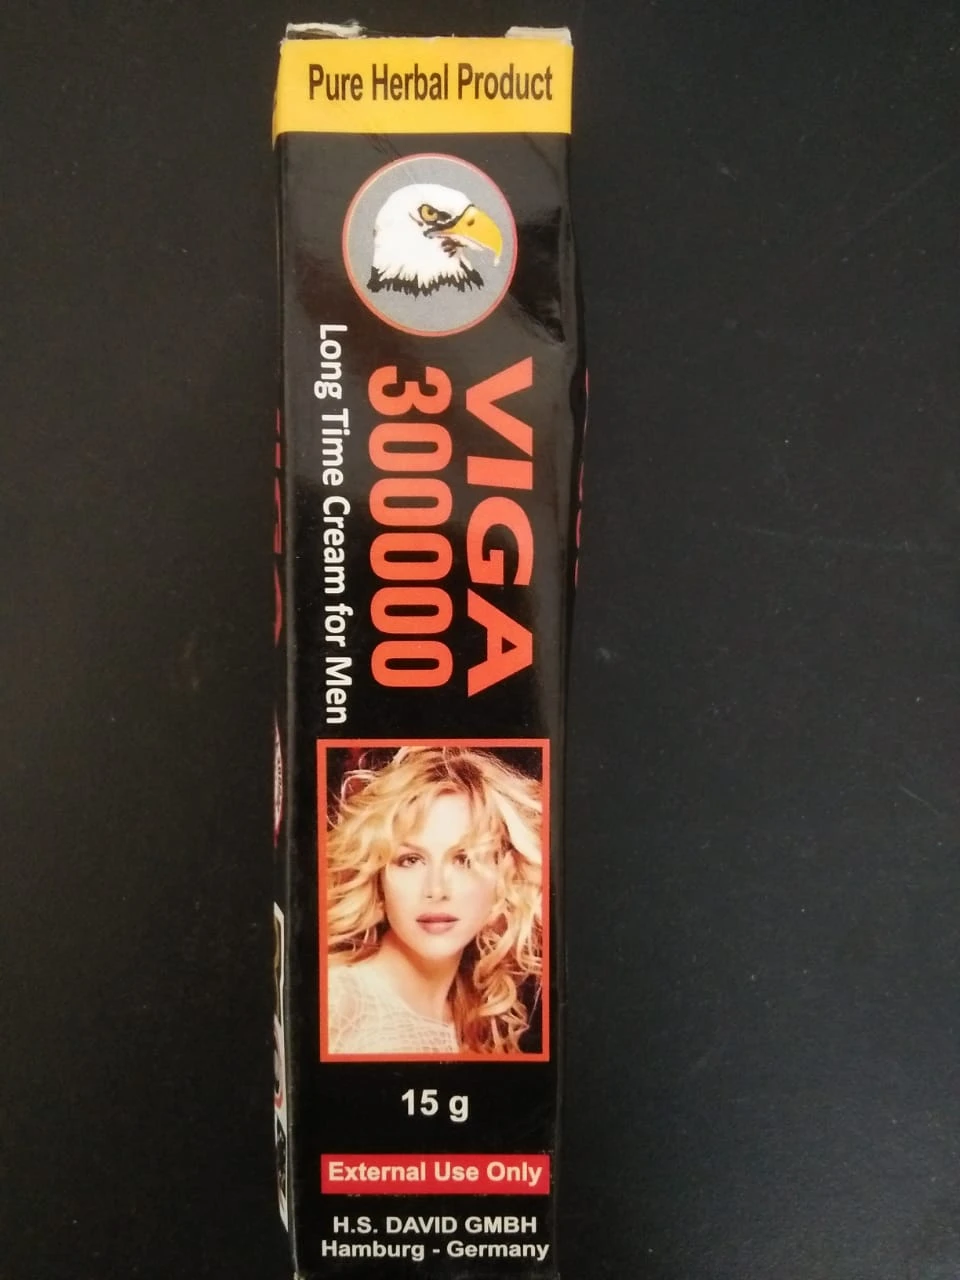 Pure Herbal Product
VIGA
300000
Long Time Cream for Men
15 g
External Use Only
H.S. DAVID GMBH
Hamburg - Germany